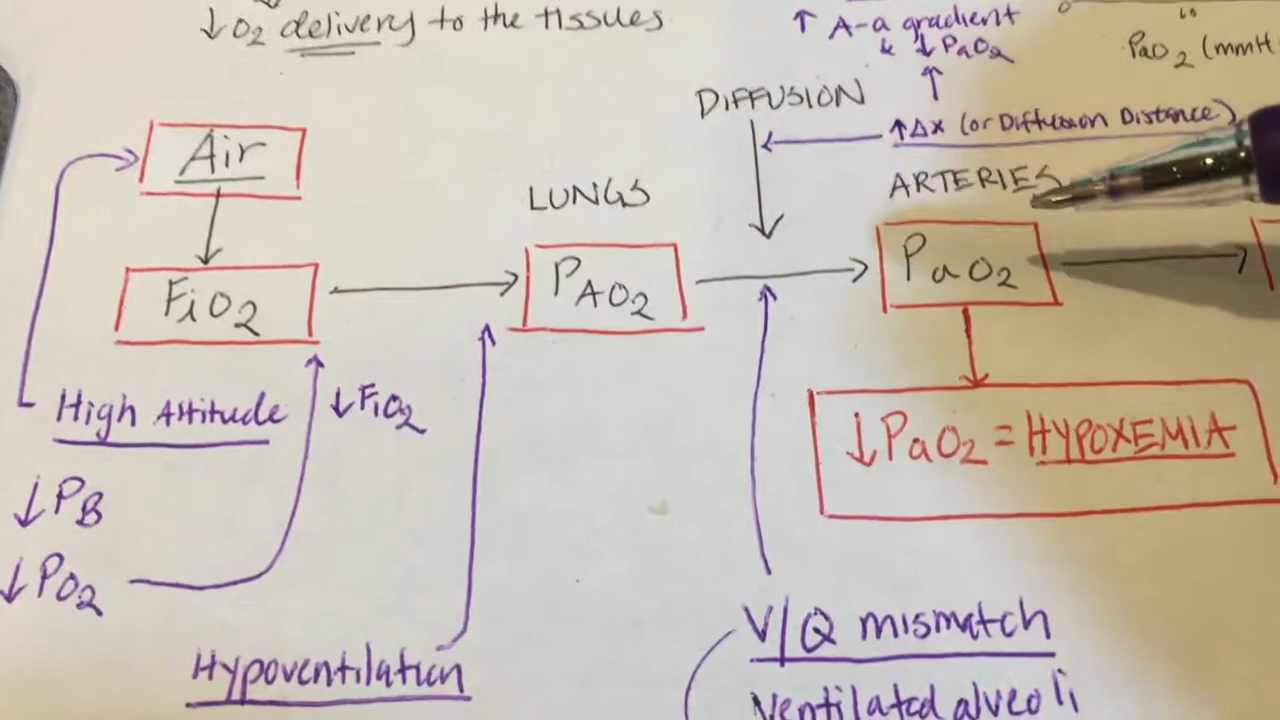 ↓O2 delivery to the tissues
↑ A-a gradient
& ↓PaO2
↑
60
PaO2 (mmH
DIFFUSION
↑Δx (or Diffusion Distance)
Air
LUNGS
ARTERIES
FiO2
PAO2
PaO2
High Altitude
↓FiO2
↓PaO2 = HYPOXEMIA
↓PB
↓PO2
Hypoventilation
V/Q mismatch
Ventilated alveoli